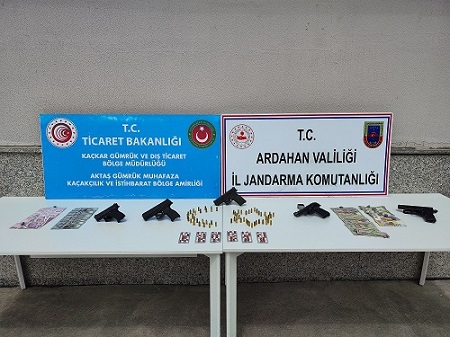 T.C.
TİCARET BAKANLIĞI
KAÇKAR GÜMRÜK VE DIŞ TİCARET
BÖLGE MÜDÜRLÜĞÜ
AKTAŞ GÜMRÜK MUHAFAZA
KAÇAKÇILIK VE İSTİHBARAT BÖLGE AMİRLİĞİ
T.C.
ARDAHAN VALİLİĞİ
İL JANDARMA KOMUTANLIĞI